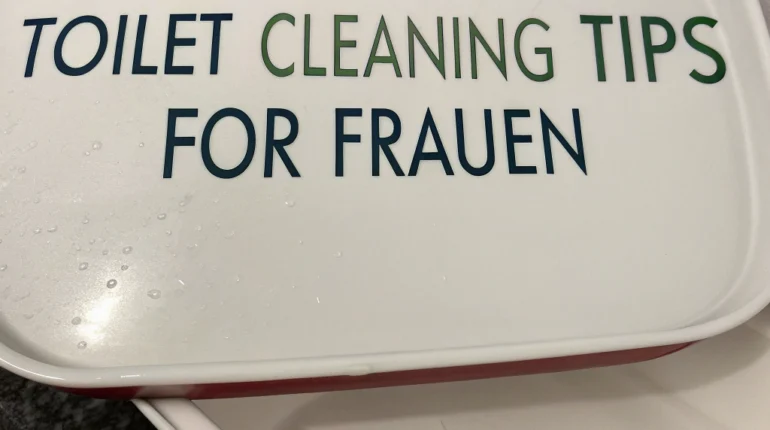 TOILET CLEANING TIPS
FOR FRAUEN